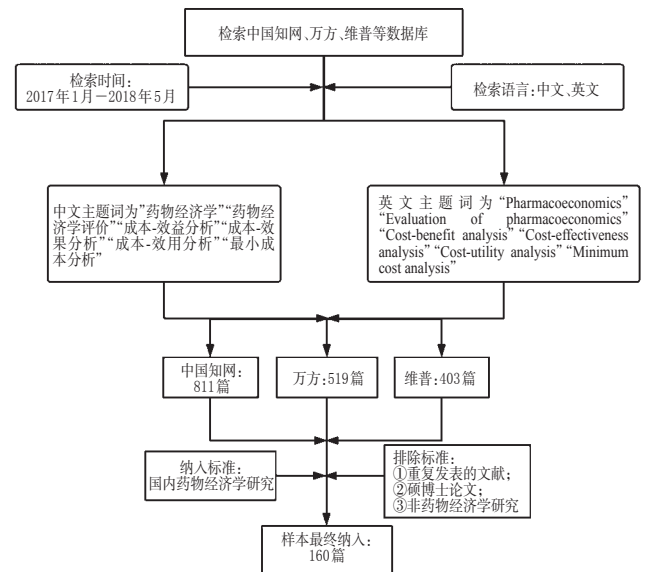 检索中国知网、万方、维普等数据库
检索时间:
2017年1月—2018年5月
检索语言:中文、英文
中文主题词为”药物经济学”“药物经
济学评价”“成本-效益分析”“成本-效
果分析”“成本-效用分析”“最小成
本分析”
英文主题词为“Pharmacoeconomics”
“Evaluation of pharmacoeconomics”
“Cost-benefit analysis” “Cost-effectiveness
analysis” “Cost-utility analysis” “Minimum
cost analysis”
中国知网:
811篇
万方:519篇
维普:403篇
纳入标准:
国内药物经济学研究
排除标准:
①重复发表的文献;
②硕博士论文;
③非药物经济学研究
样本最终纳入:
160篇